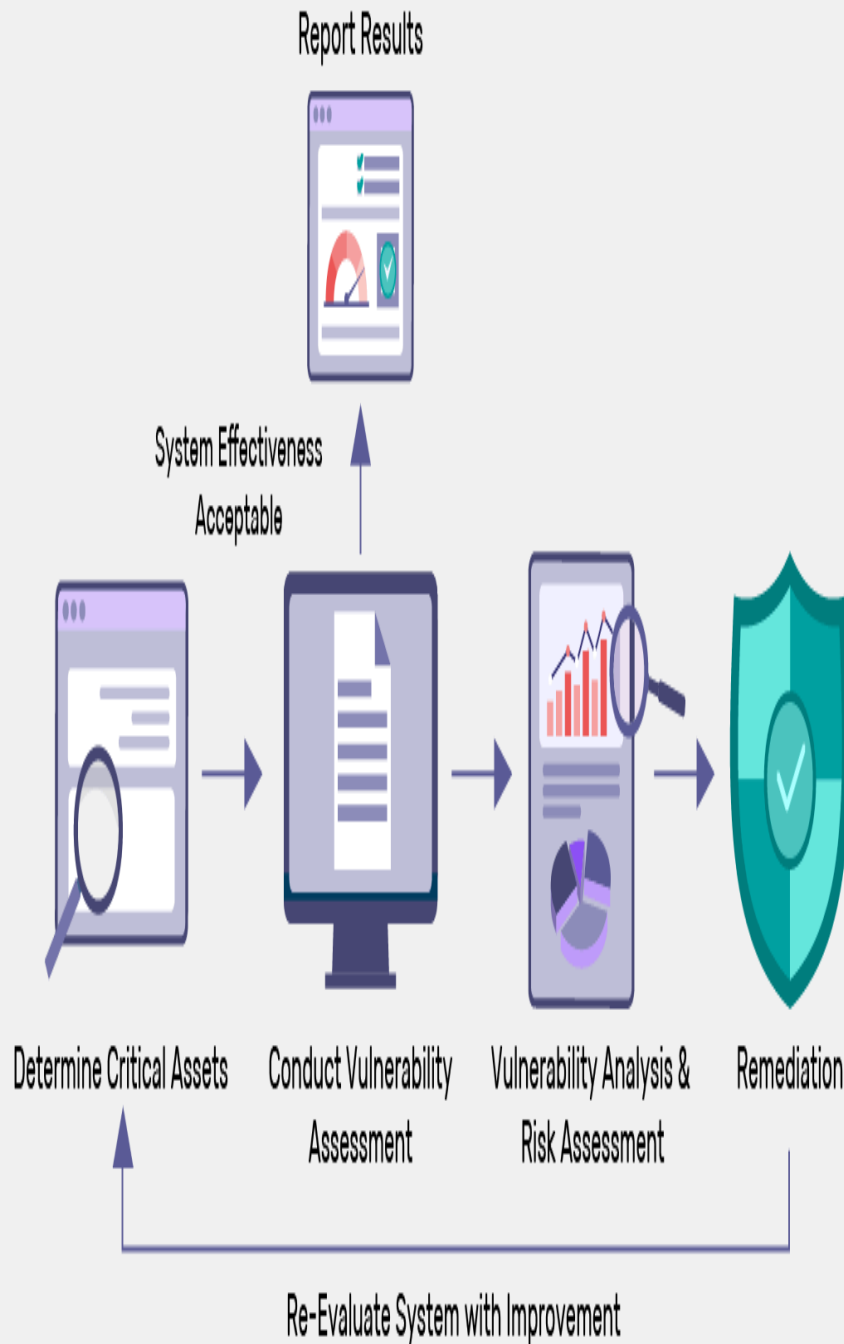 Report Results
System Effectiveness
Acceptable
Determine Critical Assets
Conduct Vulnerability
Assessment
Vulnerability Analysis &
Risk Assessment
Remediation
Re-Evaluate System with Improvement